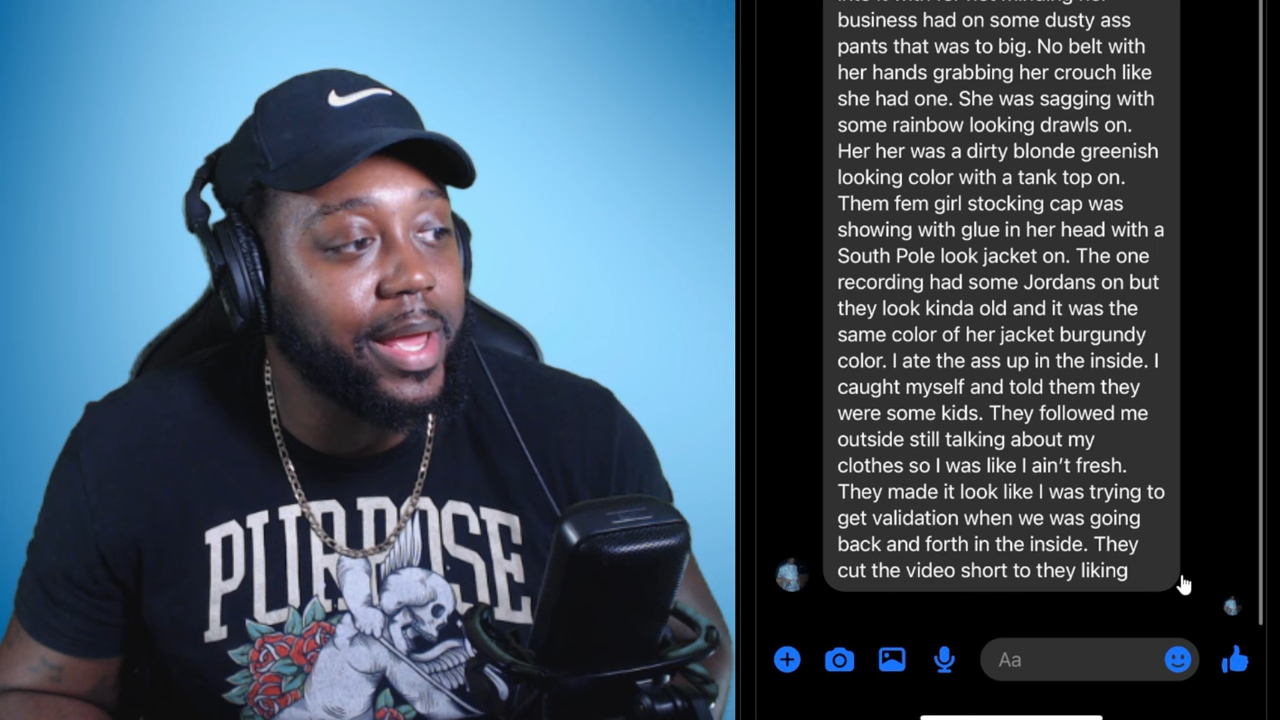 PURPOSE
business had on some dusty ass
pants that was to big. No belt with
her hands grabbing her crouch like
she had one. She was sagging with
some rainbow looking drawls on.
Her her was a dirty blonde greenish
looking color with a tank top on.
Them fem girl stocking cap was
showing with glue in her head with a
South Pole look jacket on. The one
recording had some Jordans on but
they look kinda old and it was the
same color of her jacket burgundy
color. I ate the ass up in the inside. I
caught myself and told them they
were some kids. They followed me
outside still talking about my
clothes so I was like I ain’t fresh.
They made it look like I was trying to
get validation when we was going
back and forth in the inside. They
cut the video short to they liking
Aa